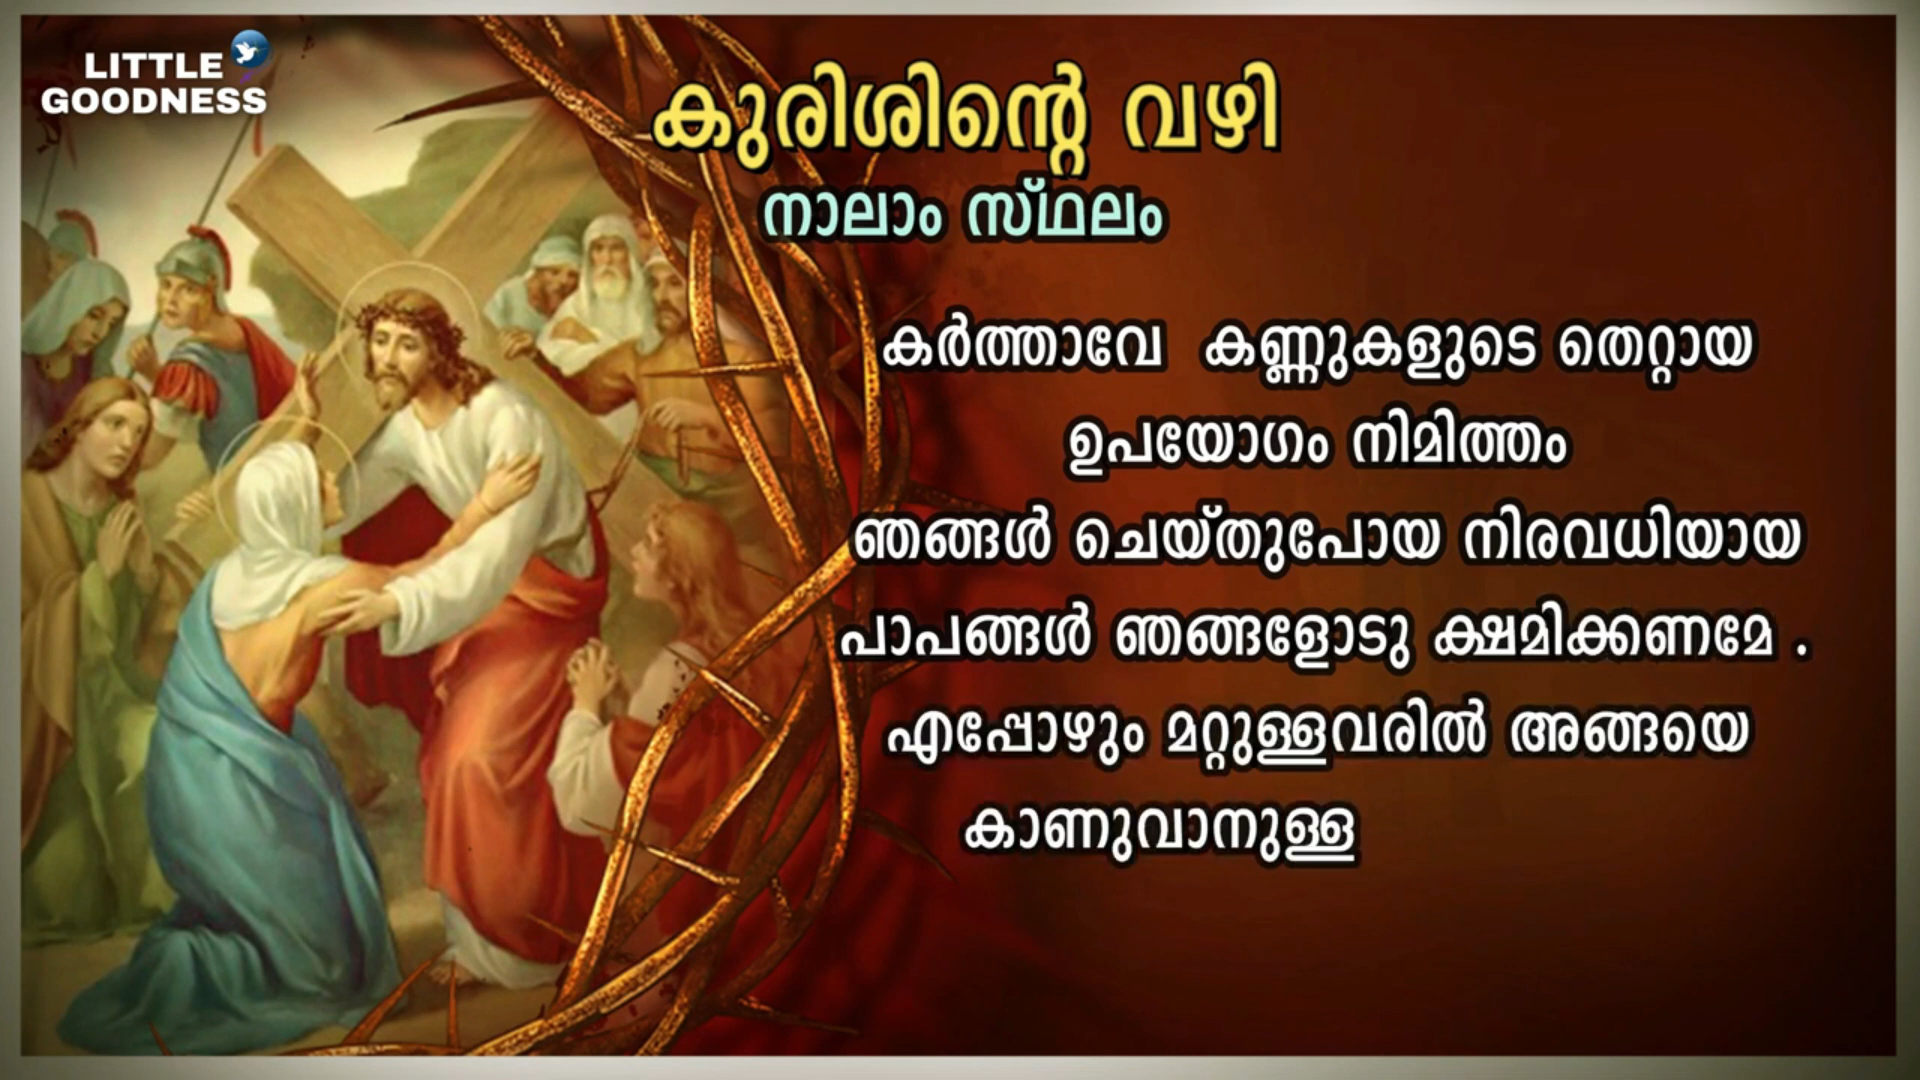 LITTLE
GOODNESS
കുരിശിന്റെ വഴി
നാലാം സ്ഥലം
കർത്താവേ കണ്ണുകളുടെ തെറ്റായ
ഉപയോഗം നിമിത്തം
ഞങ്ങൾ ചെയ്തുപോയ നിരവധിയായ
പാപങ്ങൾ ഞങ്ങളോടു ക്ഷമിക്കണമേ .
എപ്പോഴും മറ്റുള്ളവരിൽ അങ്ങയെ
കാണുവാനുള്ള